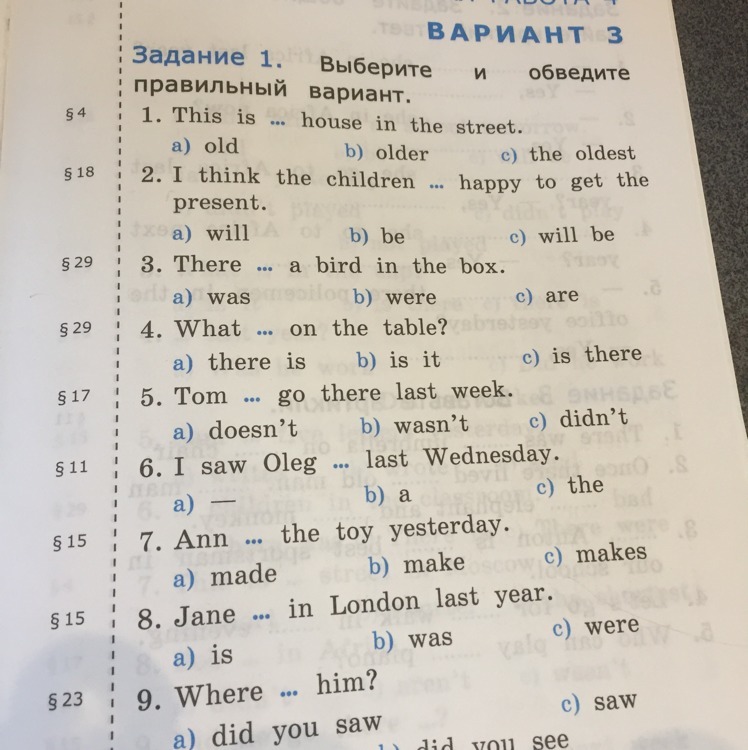 ВАРИАНТ 3
Задание 1. Выберите и обведите
правильный вариант.
§ 4 1. This is ... house in the street.
a) old b) older c) the oldest
§ 18 2. I think the children ... happy to get the
present.
a) will b) be c) will be
§ 29 3. There ... a bird in the box.
a) was b) were c) are
§ 29 4. What ... on the table?
a) there is b) is it c) is there
§ 17 5. Tom ... go there last week.
a) doesn't b) wasn't c) didn't
§ 11 6. I saw Oleg ... last Wednesday.
a) — b) a c) the
§ 15 7. Ann ... the toy yesterday.
a) made b) make c) makes
§ 15 8. Jane ... in London last year.
a) is b) was c) were
§ 23 9. Where ... him?
a) did you saw b) did you see c) saw